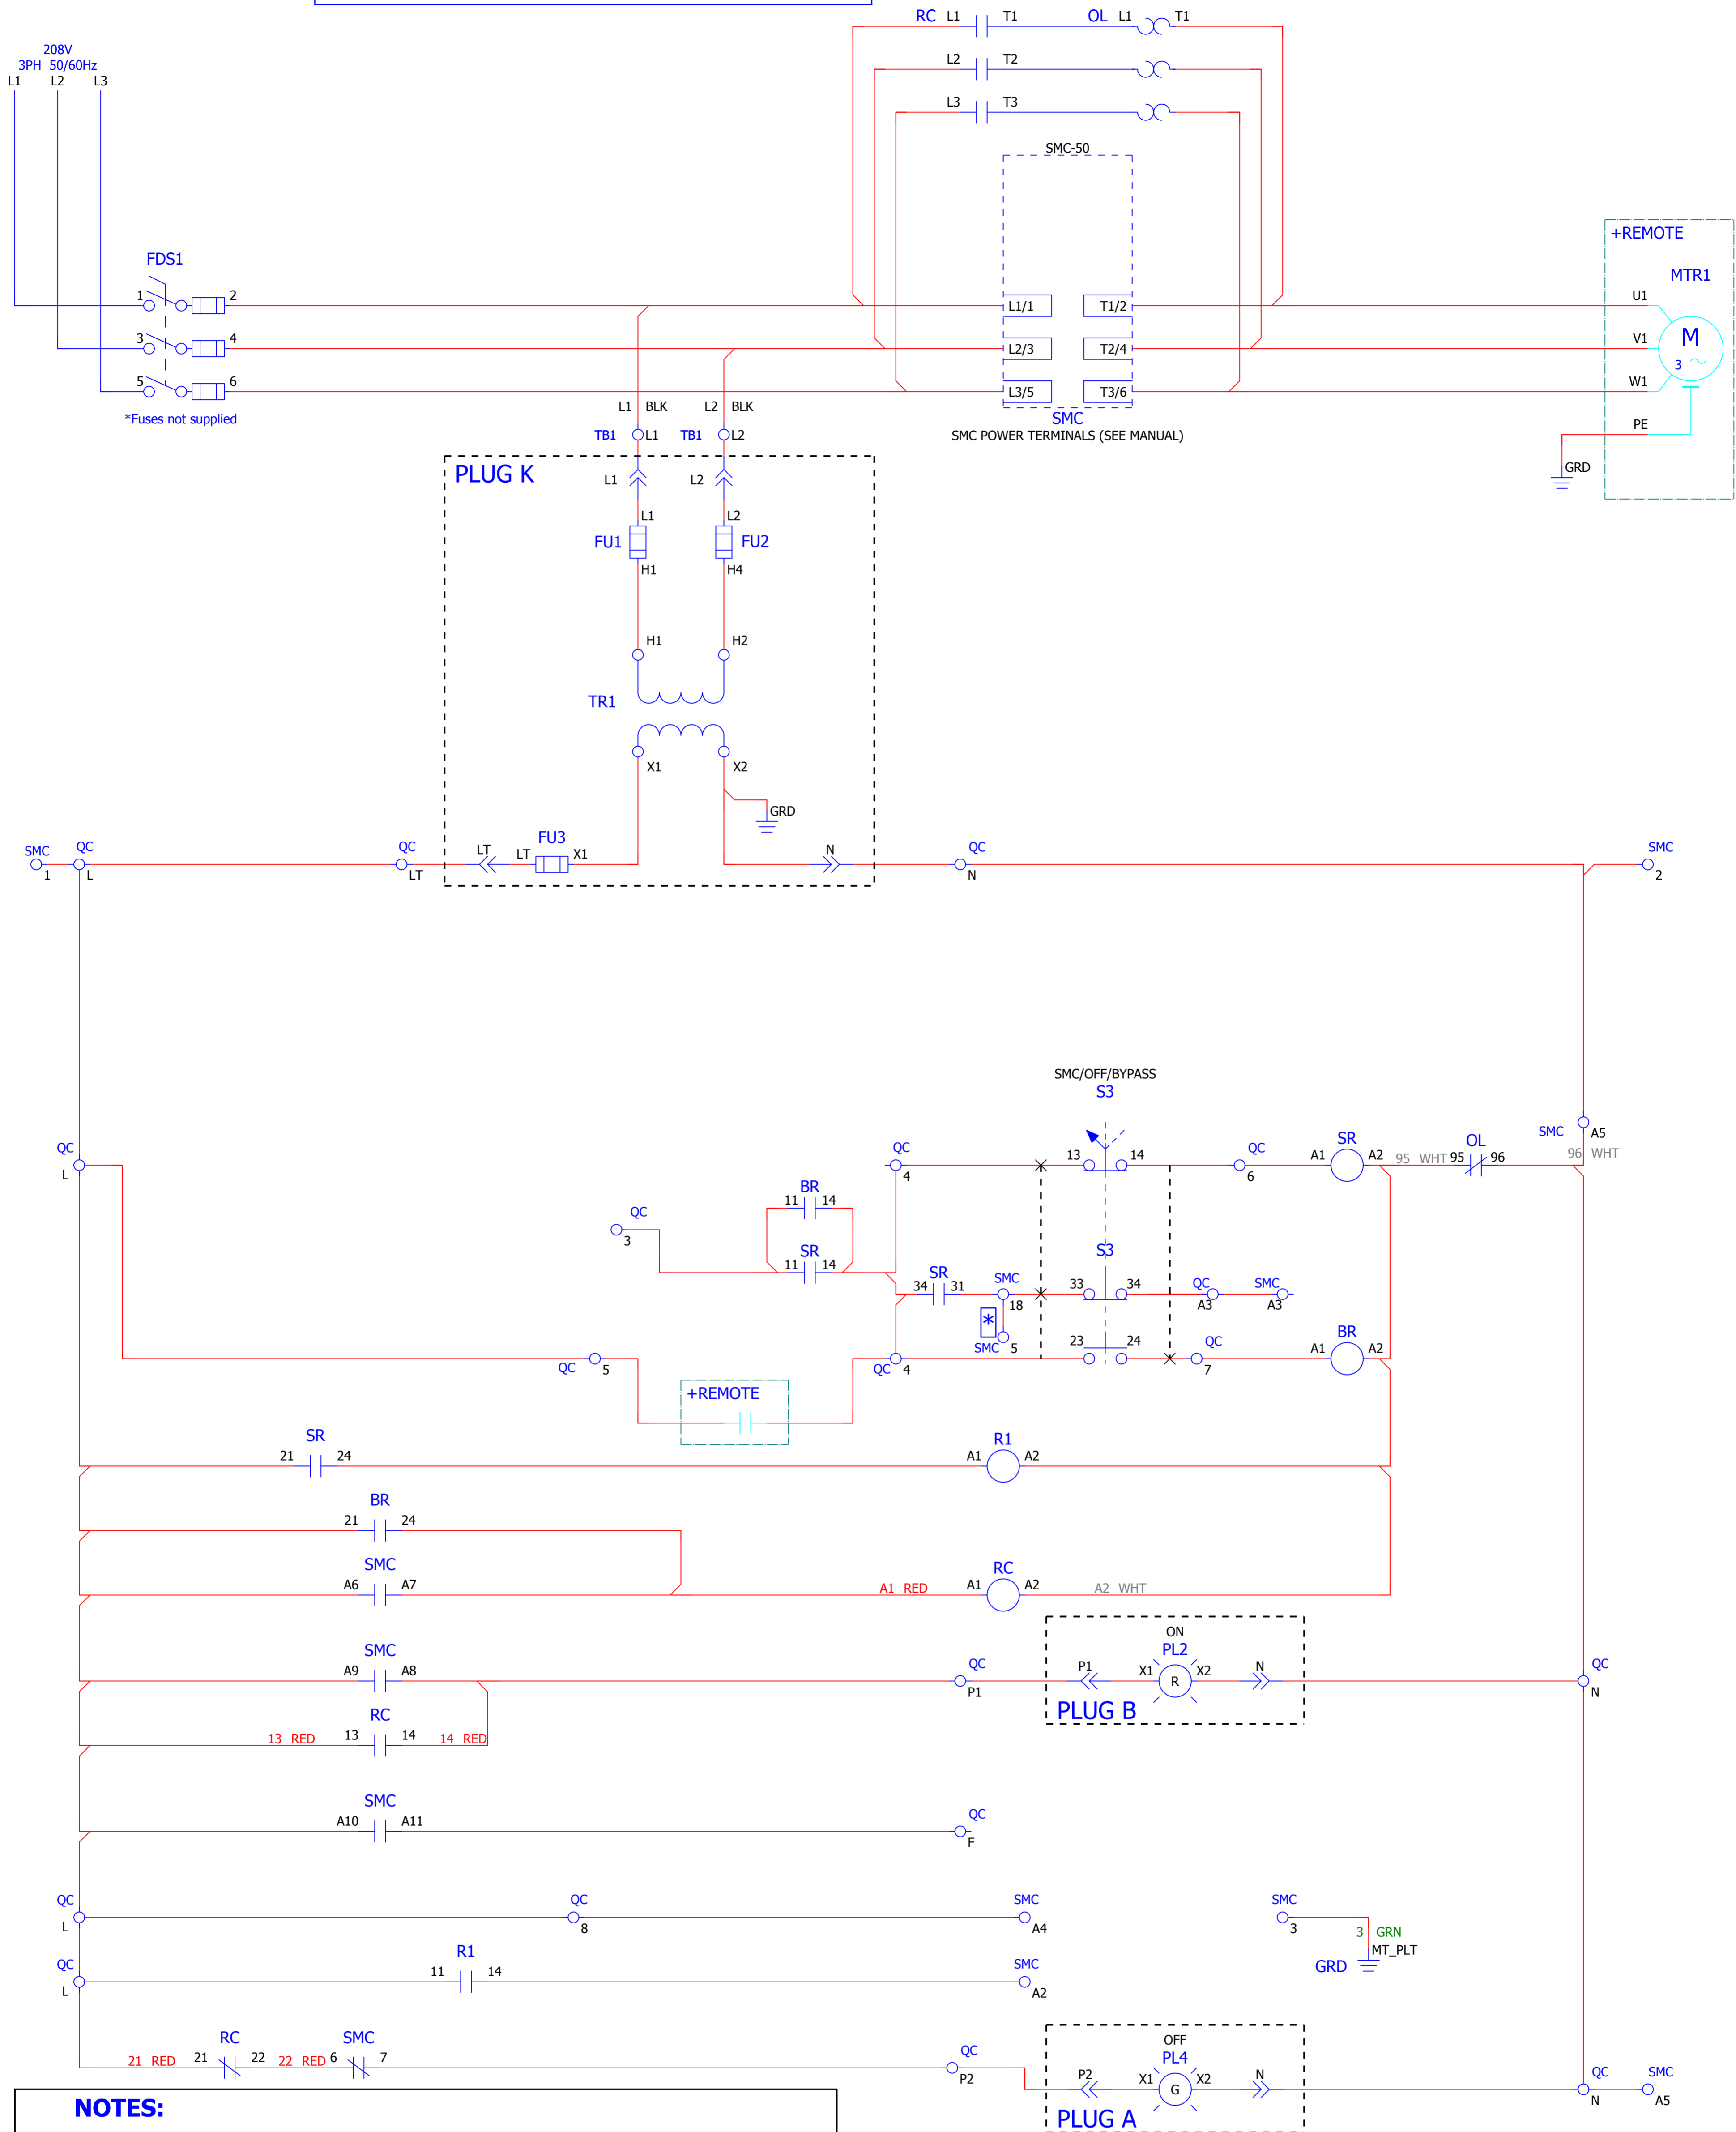 RC L1 T1 OL L1 T1
208V
3PH 50/60Hz
L1 L2 L3
L2 T2
L3 T3
SMC-50
+REMOTE
MTR1
FDS1
1 2
L1/1 T1/2
U1
3 4
L2/3 T2/4
V1
M
3
5 6
L3/5 T3/6
W1
*Fuses not supplied
L1 BLK L2 BLK
SMC
SMC POWER TERMINALS (SEE MANUAL)
PE
GRD
TB1 L1 TB1 L2
PLUG K
L1 L2
L1 L2
FU1 FU2
H1 H4
H1 H2
TR1
X1 X2
GRD
SMC QC QC LT LT FU3 X1 N QC SMC
1 L LT N 2
SMC/OFF/BYPASS
S3
SMC A5
QC QC 13 14 QC SR OL
L 4 6 A1 A2 95 WHT 95 96 96 WHT
BR
11 14
QC
3
SR
11 14
S3
SR SMC QC SMC
34 31 18 33 34 A3 A3
*
SMC 5
23 24 QC BR
QC 5 QC 4 7 A1 A2
+REMOTE
SR R1
21 24 A1 A2
BR
21 24
SMC RC
A6 A7 A1 RED A1 A2 A2 WHT
ON
SMC PL2
A9 A8 QC P1 X1 R X2 N QC
P1 N
PLUG B
RC
13 RED 13 14 14 RED
SMC
A10 A11 QC
F
QC QC SMC SMC
L 8 A4 3
3 GRN
MT_PLT
GRD
QC R1 SMC
L 11 14 A2
OFF
RC SMC PL4
21 RED 21 22 22 RED 6 7 QC P2 X1 G X2 N QC SMC
P2 N A5
PLUG A
NOTES: